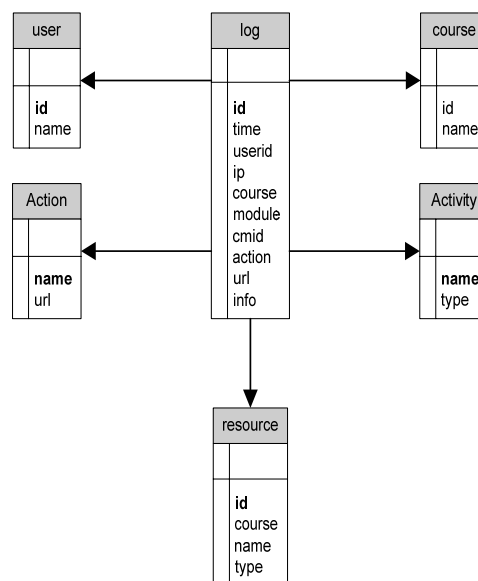 user
id
name
log
id
time
userid
ip
course
module
cmid
action
url
info
course
id
name
Action
name
url
Activity
name
type
resource
id
course
name
type